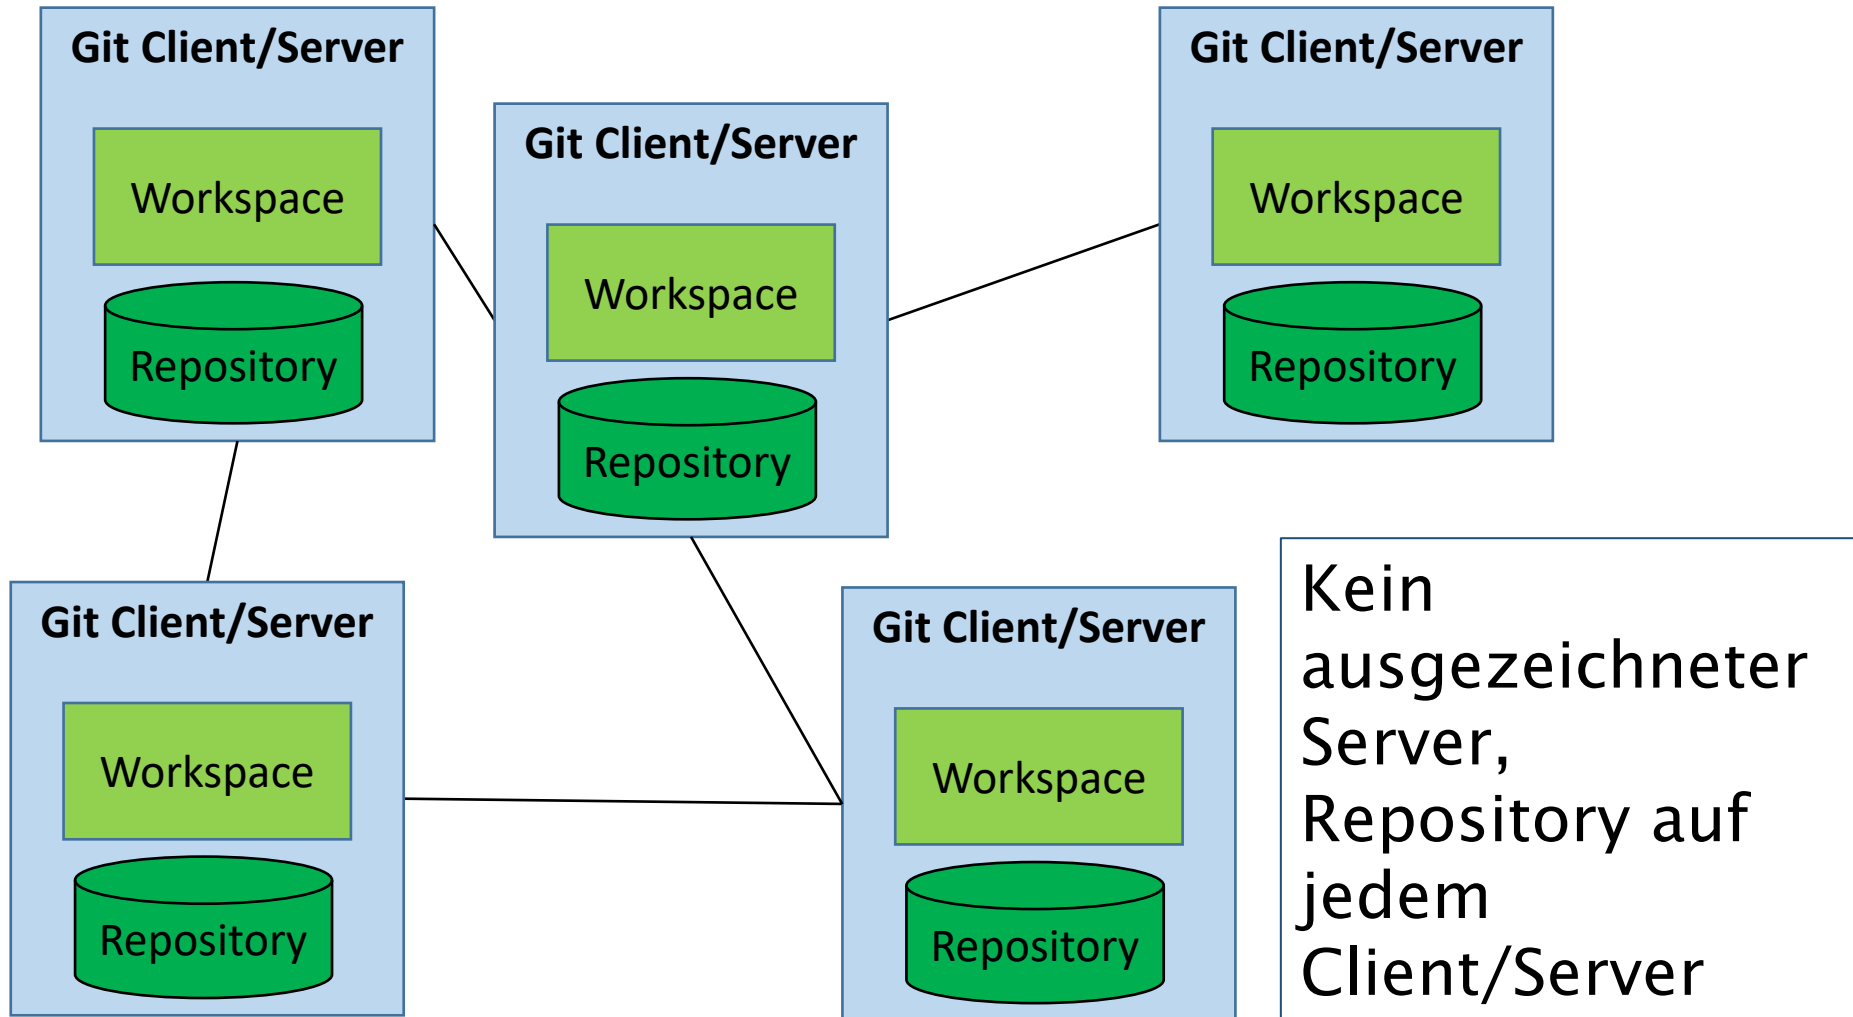 Git Client/Server
Workspace
Repository
Git Client/Server
Workspace
Repository
Git Client/Server
Workspace
Repository
Git Client/Server
Workspace
Repository
Git Client/Server
Workspace
Repository
Kein
ausgezeichneter
Server,
Repository auf
jedem
Client/Server